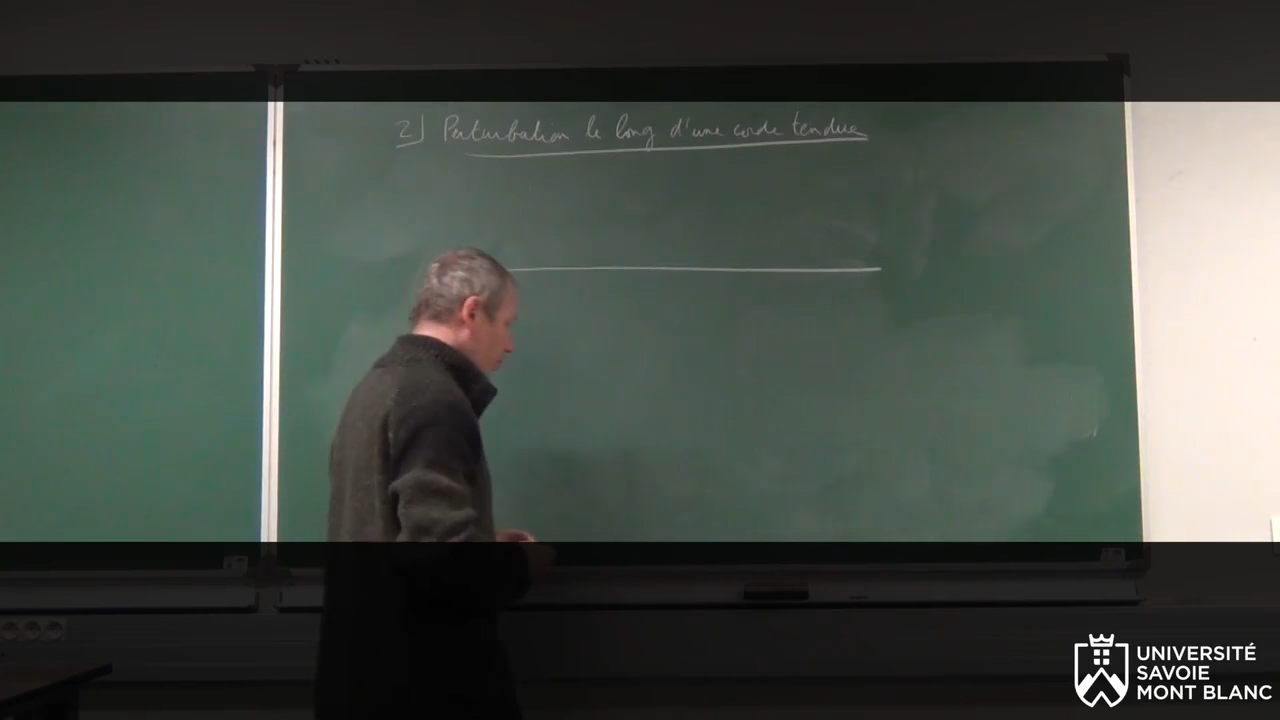 2) Perturbation le long d'une corde tendue
UNIVERSITÉ
SAVOIE
MONT BLANC